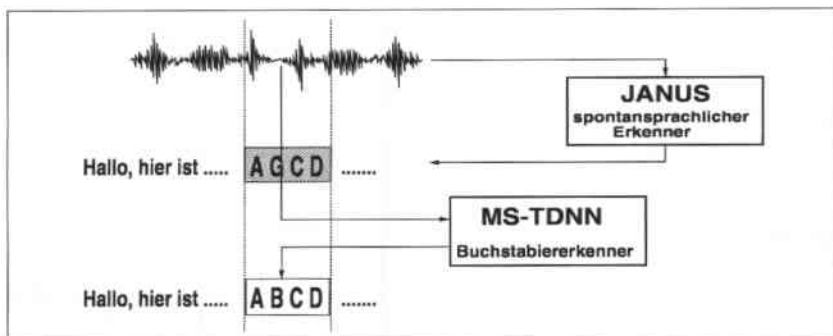 JANUS
spontansprachlicher
Erkenner
Hallo, hier ist ..... A G C D .......
MS-TDNN
Buchstabiererkenner
Hallo, hier ist ..... A B C D .......